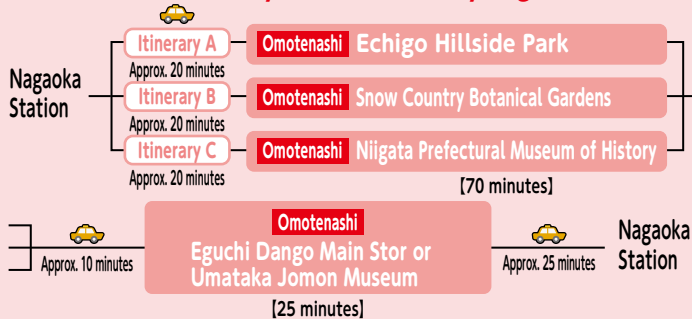 Itinerary A
Omotenashi Echigo Hillside Park
Approx. 20 minutes
Nagaoka
Station
Itinerary B
Omotenashi Snow Country Botanical Gardens
Approx. 20 minutes
Itinerary C
Omotenashi Niigata Prefectural Museum of History
Approx. 20 minutes
【70 minutes】
Approx. 10 minutes
Omotenashi
Eguchi Dango Main Stor or
Umataka Jomon Museum
【25 minutes】
Approx. 25 minutes
Nagaoka
Station